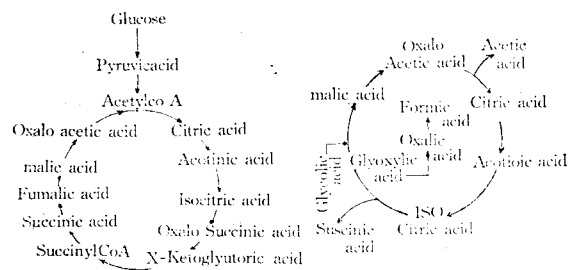 Glucose
Pyruvicacid
Acetylco A
Oxalo acetic acid
Citric acid
Acotinic acid
malic acid
Isocitric acid
Fumalic acid
Oxalo Succinic acid
Succinic acid
SuccinylCoA
X-Ketoglyutoric acid
Oxalo
Acetic acid
Acetic
acid
malic acid
Citric acid
Formic
acid
Oxalic
acid
Glyoxylic
acid
Glycolic
acid
Acotioic acid
ISO
Citric acid
Suscinic
acid